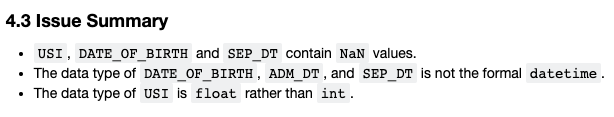 4.3 Issue Summary
• USI, DATE_OF_BIRTH and SEP_DT contain NaN values.
• The data type of DATE_OF_BIRTH, ADM_DT, and SEP_DT is not the formal datetime.
• The data type of USI is float rather than int.